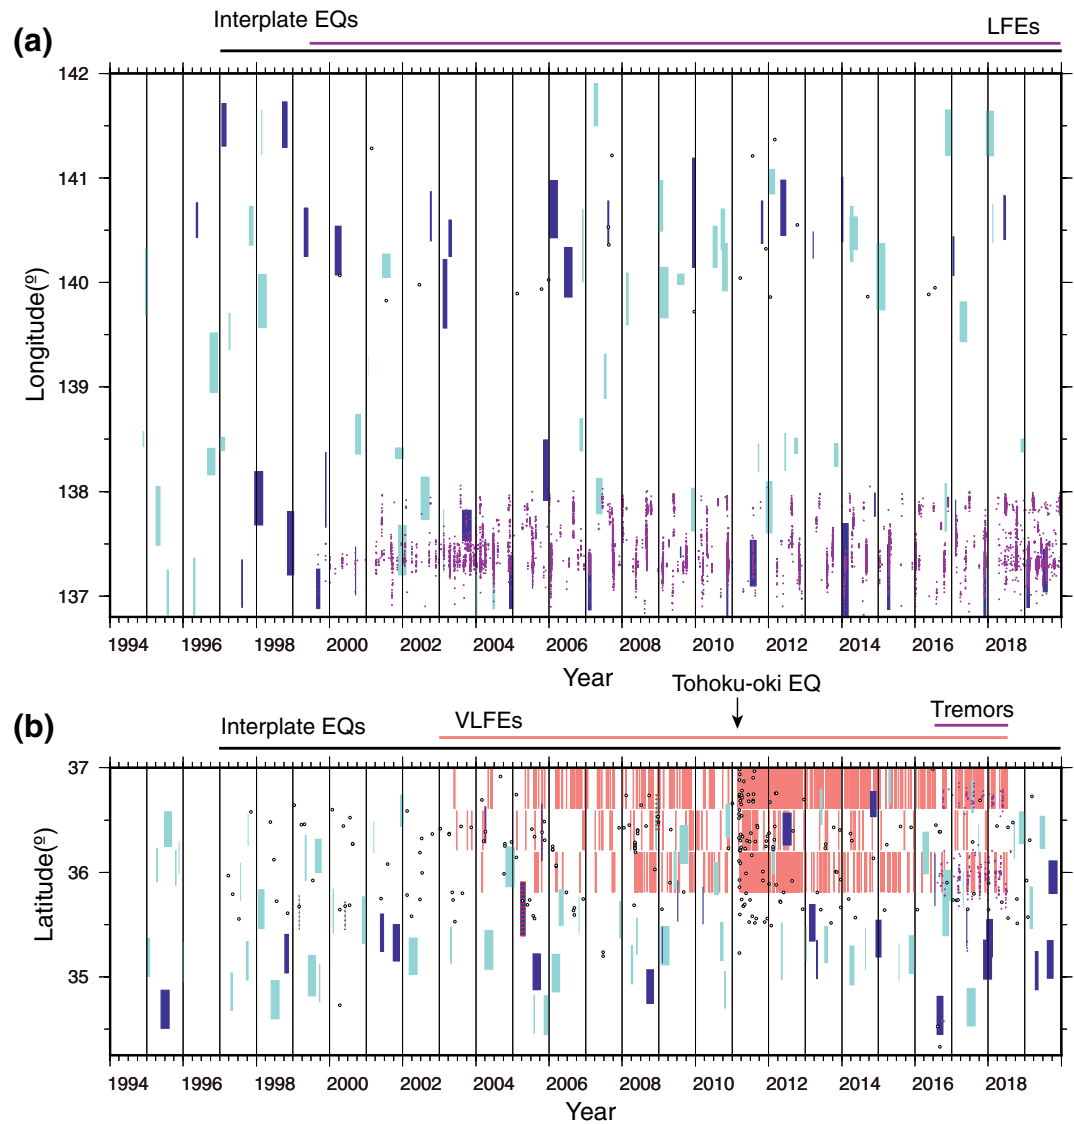 Interplate EQs
(a)
LFEs
142
141
140
139
138
137
Longitude(º)
1994 1996 1998 2000 2002 2004 2006 2008 2010 2012 2014 2016 2018
Year
Tohoku-oki EQ
(b)
Interplate EQs
VLFEs
Tremors
37
36
35
Latitude(º)
1994 1996 1998 2000 2002 2004 2006 2008 2010 2012 2014 2016 2018
Year